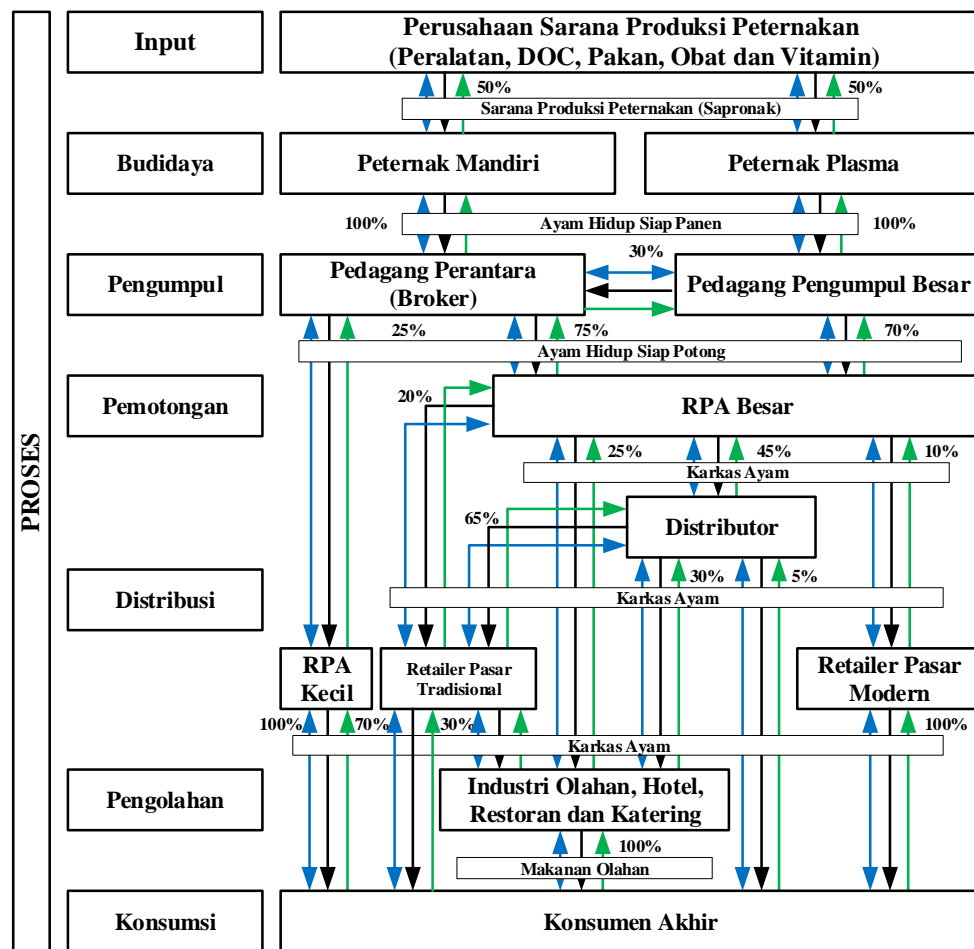 PROSES
Input
Perusahaan Sarana Produksi Peternakan
(Peralatan, DOC, Pakan, Obat dan Vitamin)
50%
50%
Sarana Produksi Peternakan (Sapronak)
Budidaya
Peternak Mandiri
Peternak Plasma
100%
Ayam Hidup Siap Panen
100%
Pengumpul
Pedagang Perantara
(Broker)
30%
Pedagang Pengumpul Besar
25%
75%
70%
Ayam Hidup Siap Potong
Pemotongan
20%
RPA Besar
25%
45%
10%
Karkas Ayam
65%
Distributor
30%
5%
Distribusi
Karkas Ayam
RPA
Kecil
Retailer Pasar
Tradisional
Retailer Pasar
Modern
100%
70%
30%
100%
Karkas Ayam
Pengolahan
Industri Olahan, Hotel,
Restoran dan Katering
100%
Makanan Olahan
Konsumsi
Konsumen Akhir